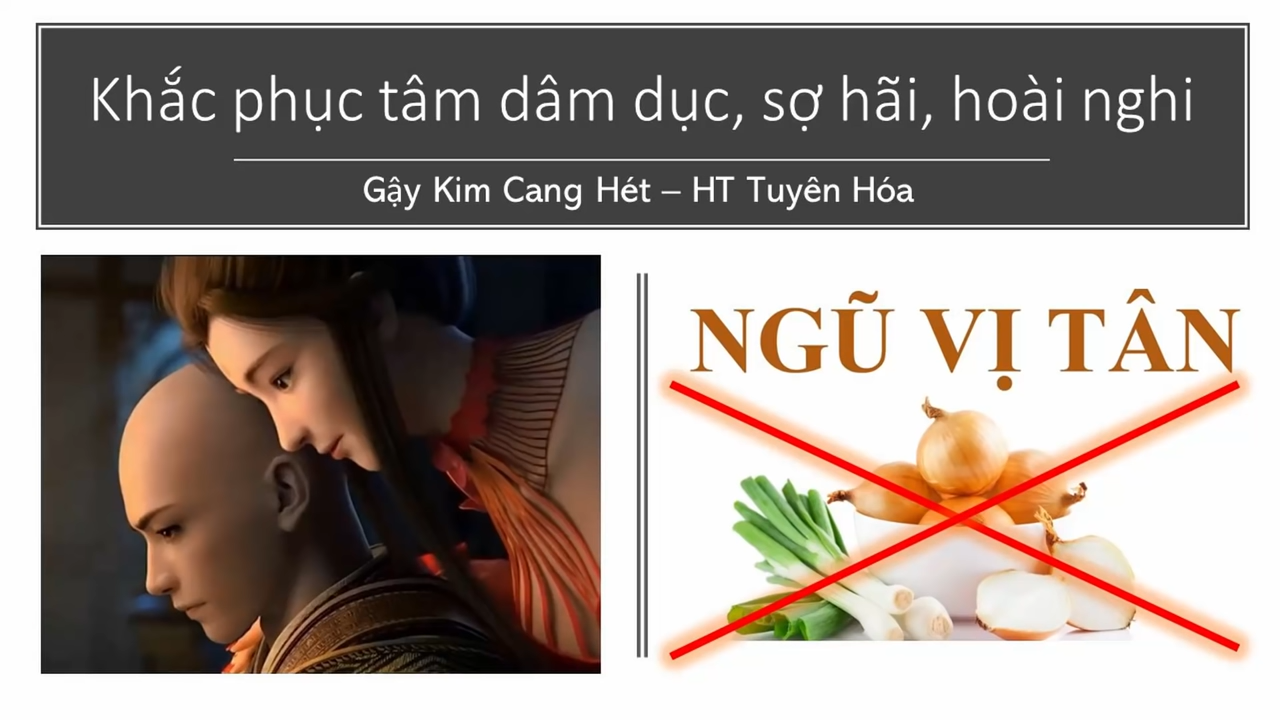 Khắc phục tâm dâm dục, sợ hãi, hoài nghi
Gậy Kim Cang Hét – HT Tuyên Hóa
NGŨ VỊ TÂN